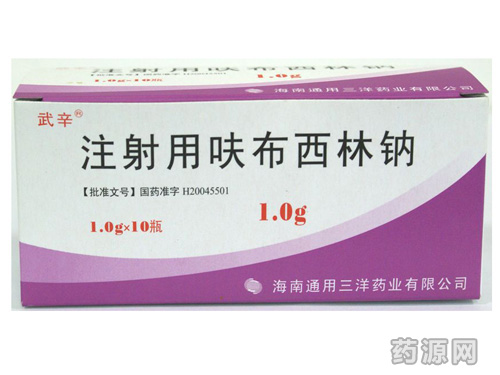 注射用呋布西林钠
1.0g
海南通用三洋药业有限公司
武辛
注射用呋布西林钠
【批准文号】国药准字 H20045501
1.0g×10瓶
1.0g
海南通用三洋药业有限公司
药源网